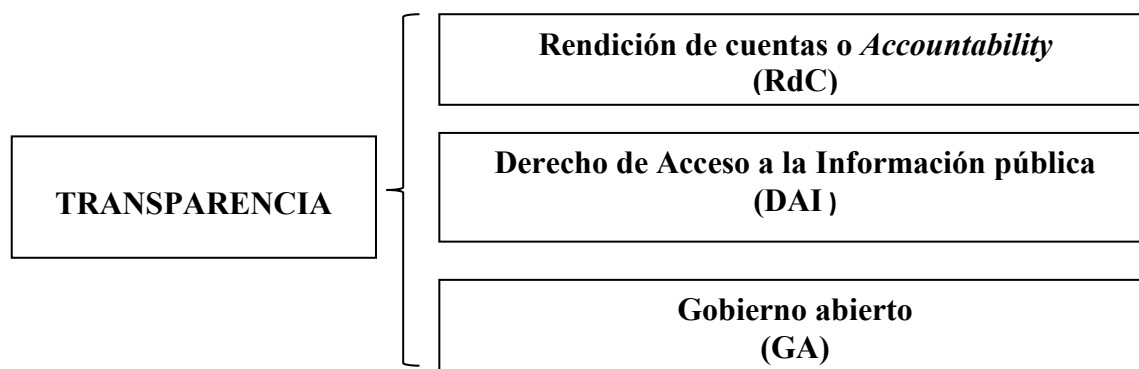 Rendición de cuentas o Accountability
(RdC)
Derecho de Acceso a la Información pública
(DAI)
TRANSPARENCIA
Gobierno abierto
(GA)